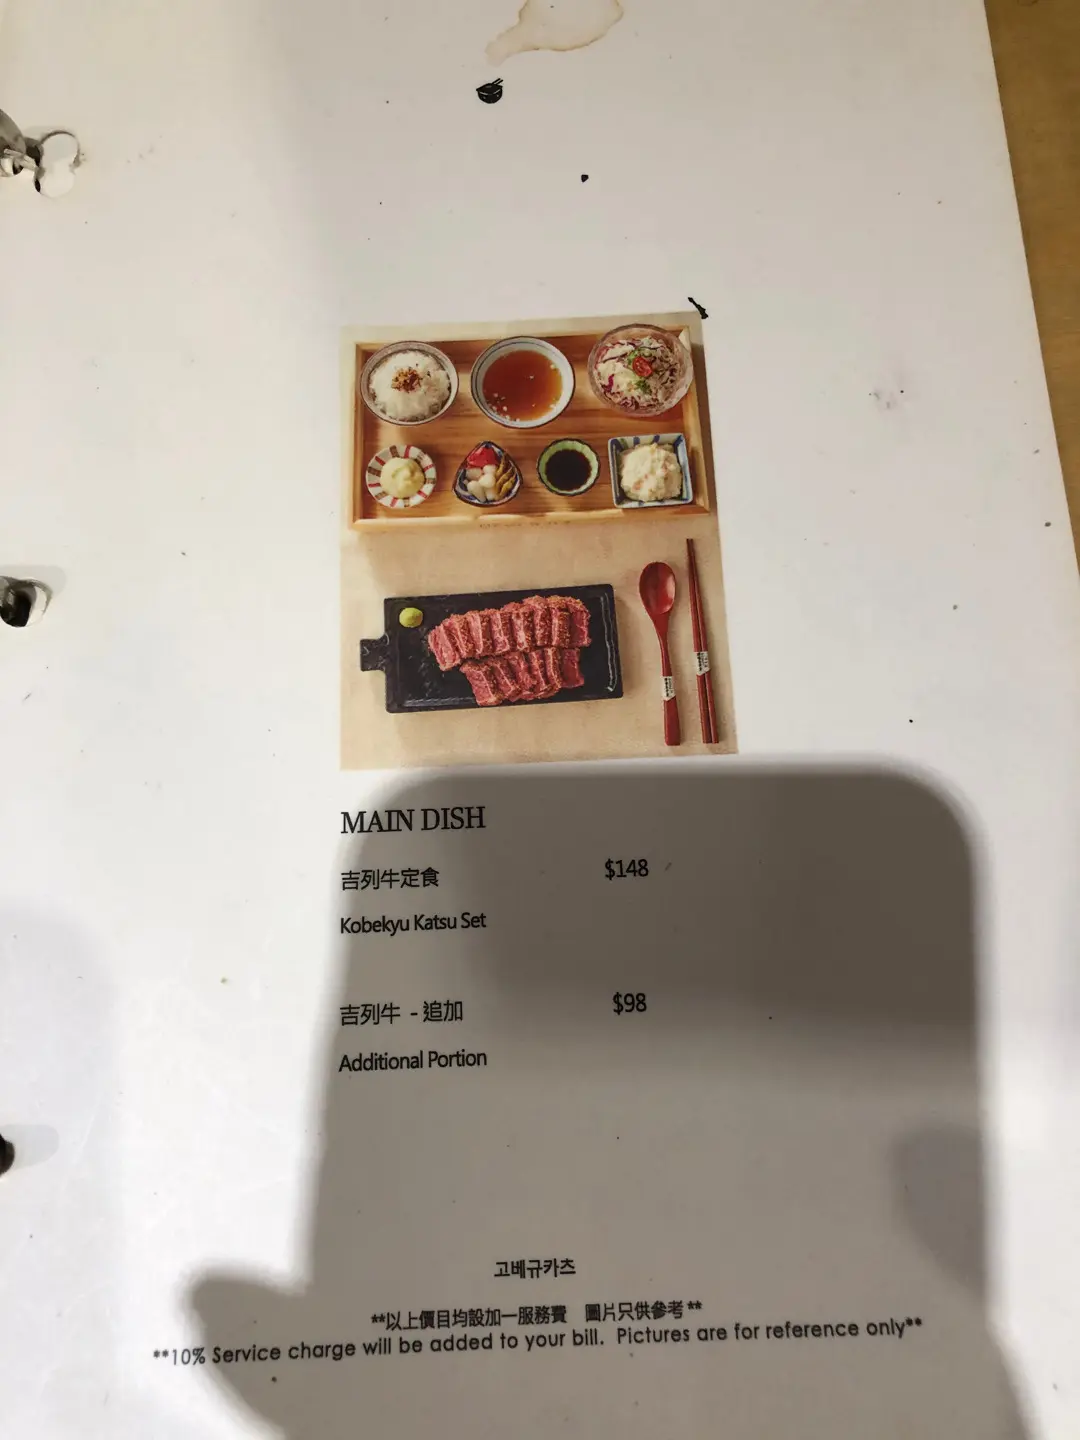 MAIN DISH
吉列牛定食 $148
Kobekyu Katsu Set
吉列牛 - 追加 $98
Additional Portion
고베규카츠
**以上價目均設加一服務費 圖片只供參考**
**10% Service charge will be added to your bill. Pictures are for reference only**